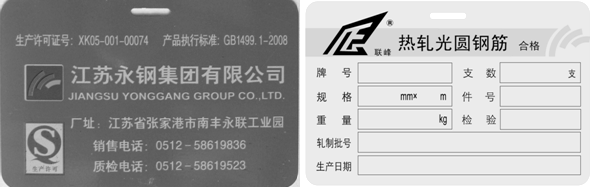 生产许可证号: XK05-001-00074 产品执行标准: GB1499.1-2008
江苏永钢集团有限公司
JIANGSU YONGGANG GROUP CO.,LTD.
厂址: 江苏省张家港市南丰永联工业园
销售电话: 0512-58619836
质检电话: 0512-58619523
QS
生产许可
®
联峰
热轧光圆钢筋 合格
牌号 支数 支
规格 mm× m 件号
重量 kg 检验
轧制批号
生产日期